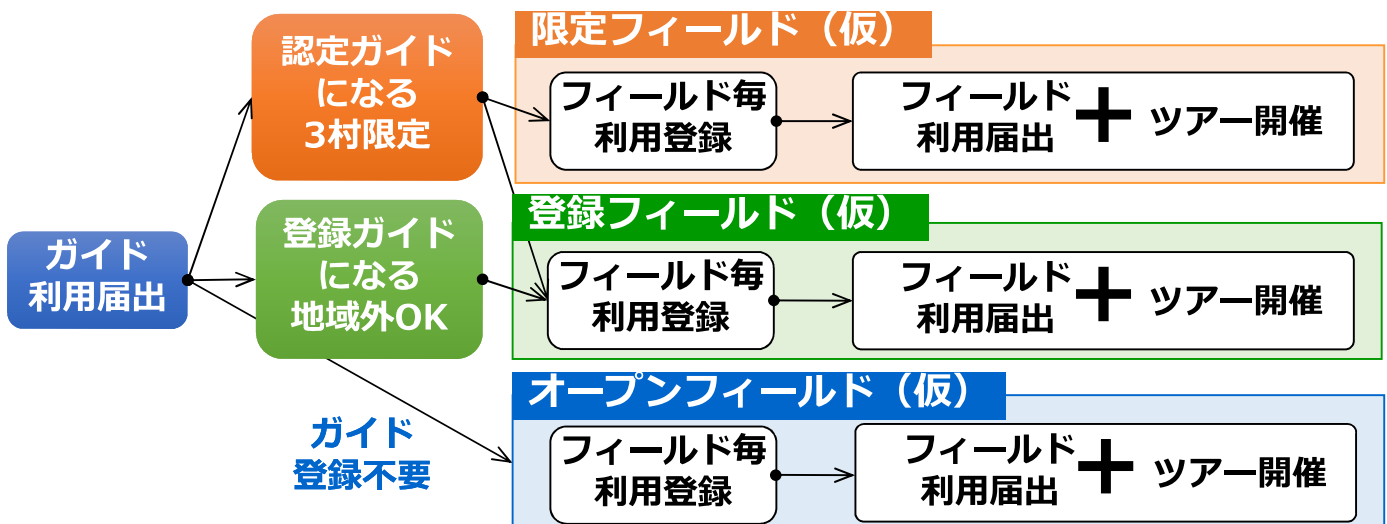 ガイド
利用届出
認定ガイド
になる
3村限定
登録ガイド
になる
地域外OK
ガイド
登録不要
限定フィールド（仮）
フィールド毎
利用登録
フィールド
利用届出
＋
ツアー開催
登録フィールド（仮）
フィールド毎
利用登録
フィールド
利用届出
＋
ツアー開催
オープンフィールド（仮）
フィールド毎
利用登録
フィールド
利用届出
＋
ツアー開催